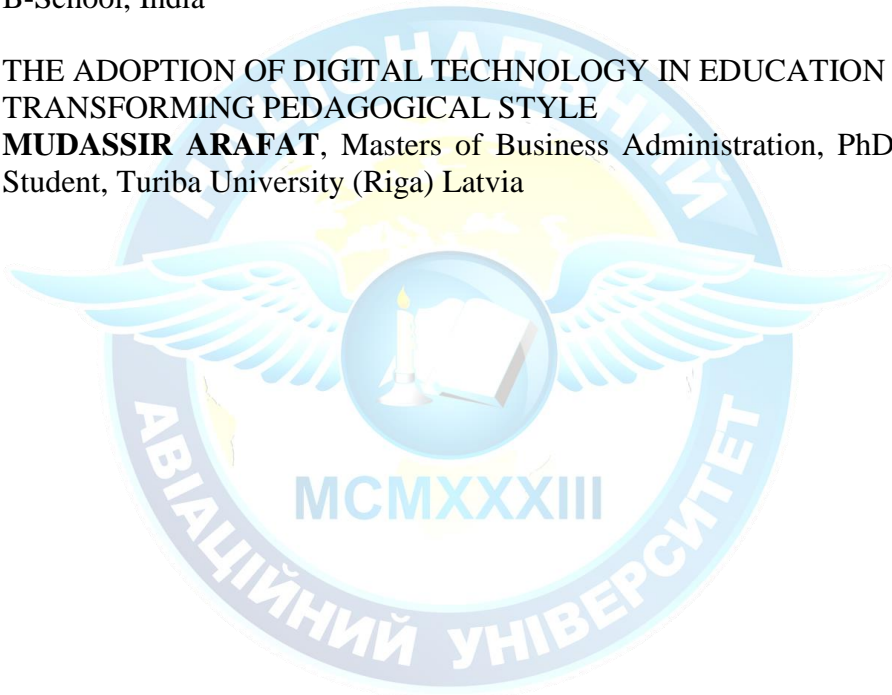 B-School, India
THE ADOPTION OF DIGITAL TECHNOLOGY IN EDUCATION
TRANSFORMING PEDAGOGICAL STYLE
MUDASSIR ARAFAT, Masters of Business Administration, PhD
Student, Turiba University (Riga) Latvia
НАЦІОНАЛЬНИЙ
MCMXXXIII
АВІАЦІЙНИЙ УНІВЕРСИТЕТ